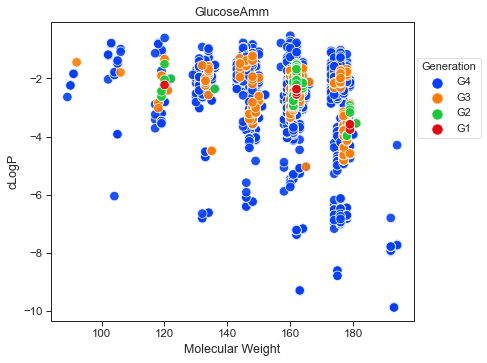 GlucoseAmm
Generation
G4
G3
G2
G1
−2
−4
−6
−8
−10
cLogP
100
120
140
160
180
Molecular Weight